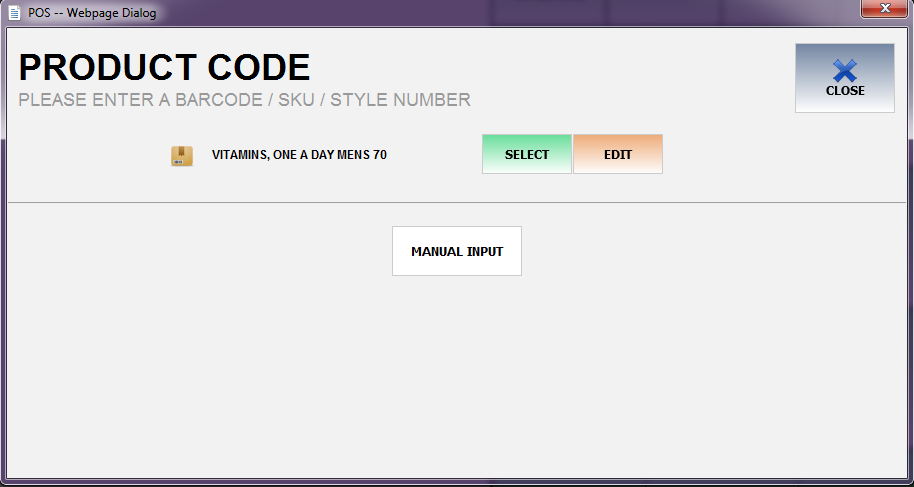 POS -- Webpage Dialog
PRODUCT CODE
PLEASE ENTER A BARCODE / SKU / STYLE NUMBER
CLOSE
VITAMINS, ONE A DAY MENS 70
SELECT
EDIT
MANUAL INPUT